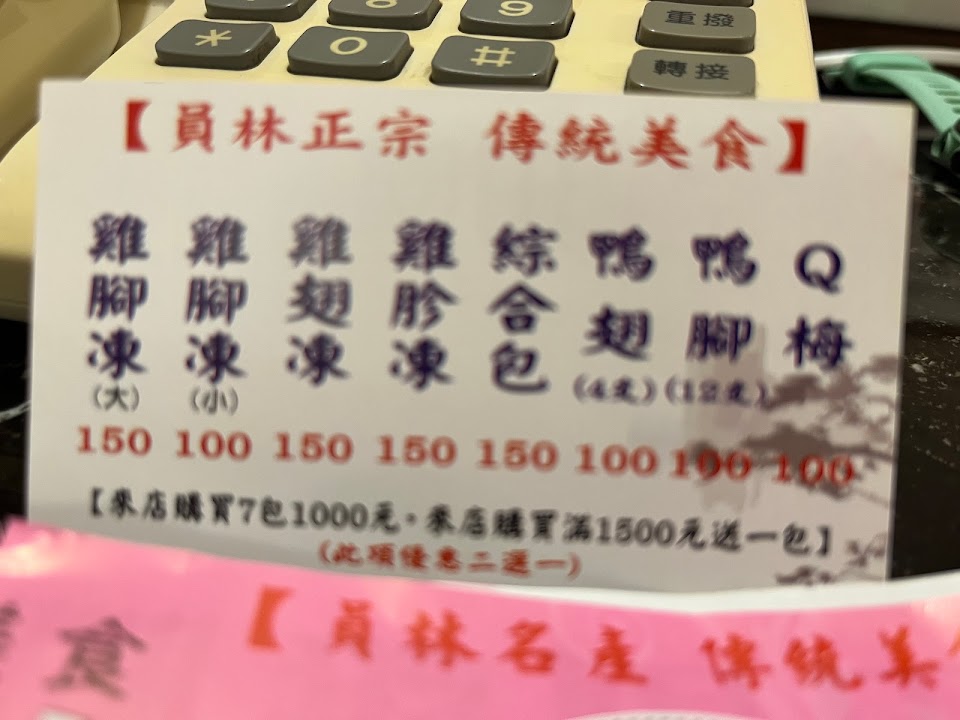 *
0
9
#
重撥
轉接
【員林正宗 傳統美食】
雞腳凍(大) 150
雞腳凍(小) 100
雞翅凍 150
雞胗凍 150
綜合包 150
鴨翅(4支) 100
鴨腳(12支) 100
Q梅 100
【來店購買7包1000元，來店購買滿1500元送一包】
(此項優惠二選一)
食
【員林名產 傳統美